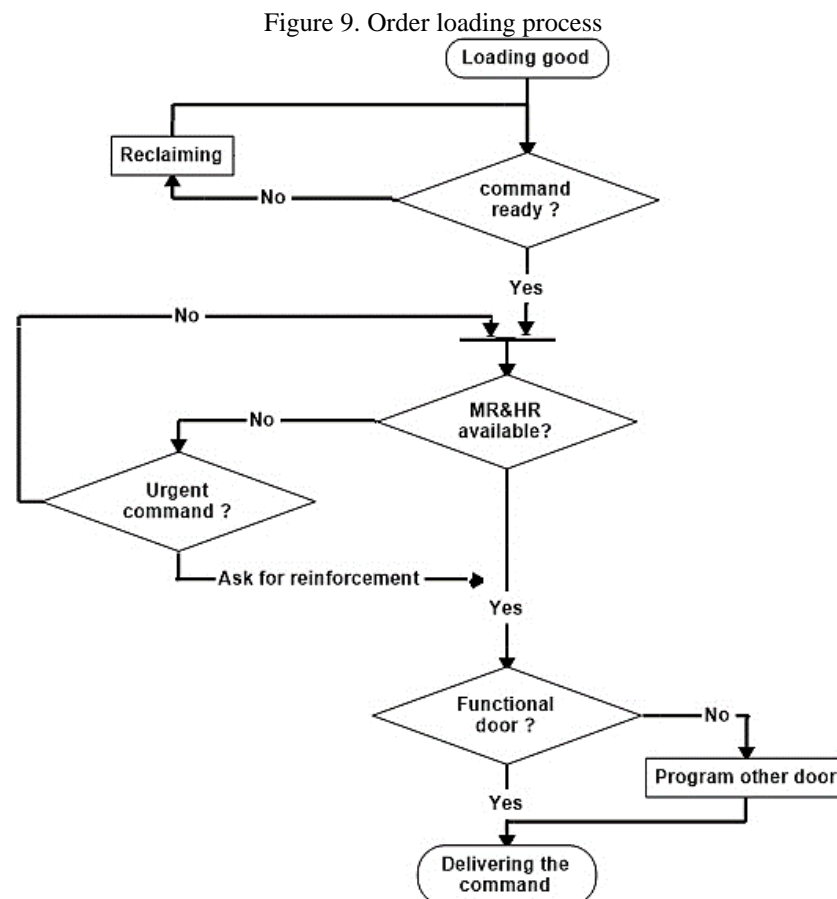 Figure 9. Order loading process
Loading good
Reclaiming
command
ready ?
No
Yes
No
MR&HR
available?
No
Urgent
command ?
Ask for reinforcement
Yes
Functional
door ?
No
Program other door
Yes
Delivering the
command